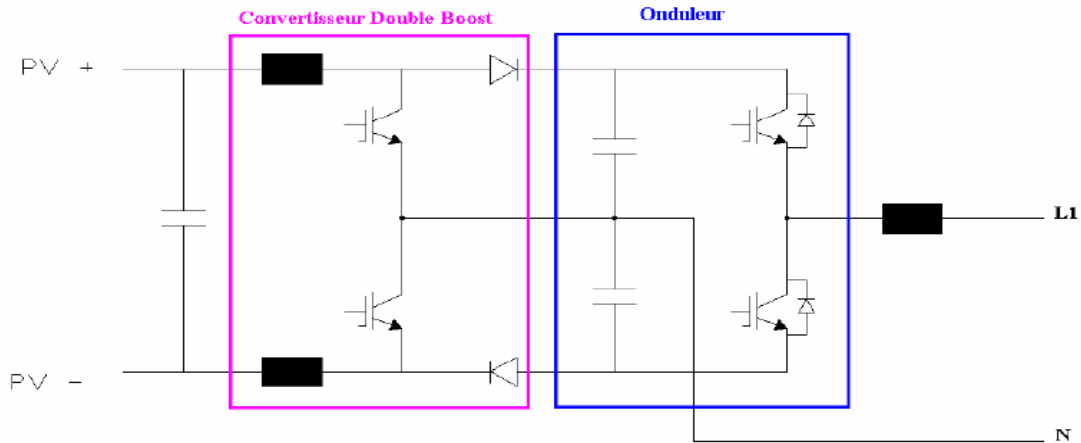 Convertisseur Double Boost
Onduleur
PV +
L1
PV -
N